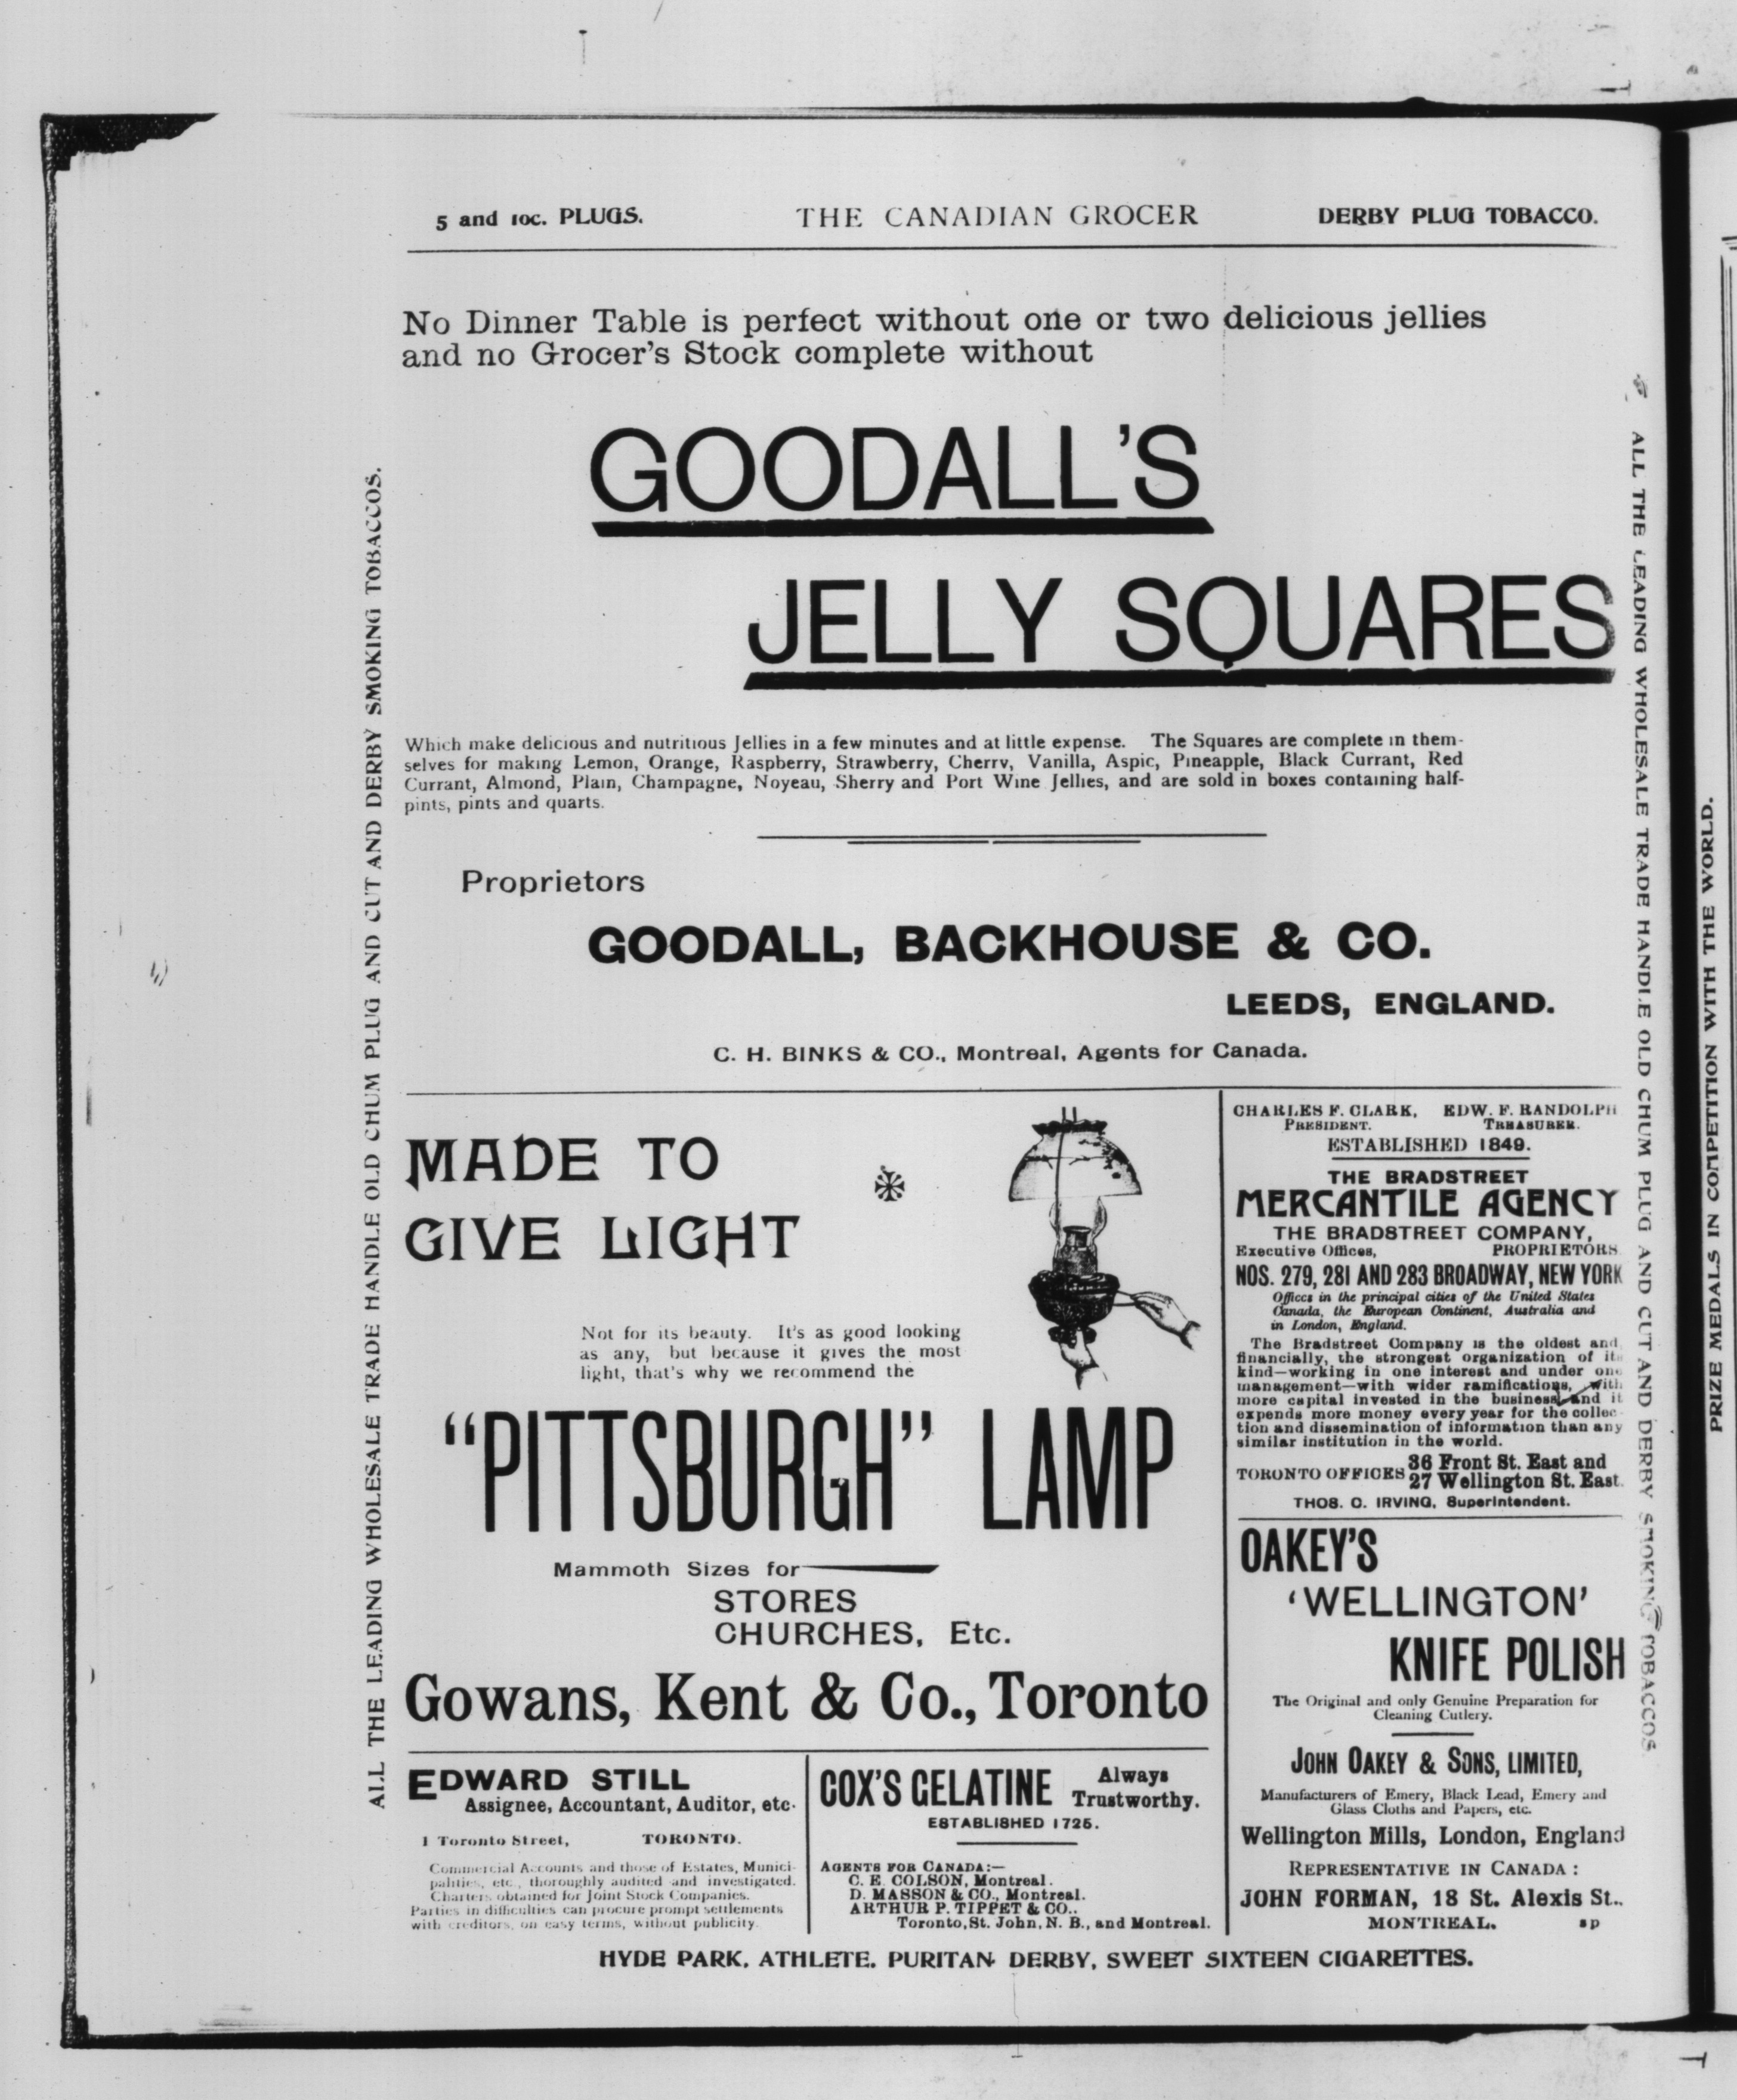 5 and 10c. PLUGS.
THE CANADIAN GROCER
DERBY PLUG TOBACCO.
No Dinner Table is perfect without one or two delicious jellies
and no Grocer's Stock complete without
GOODALL'S
JELLY SQUARES
Which make delicious and nutritious Jellies in a few minutes and at little expense. The Squares are complete in them-
selves for making Lemon, Orange, Raspberry, Strawberry, Cherry, Vanilla, Aspic, Pineapple, Black Currant, Red
Currant, Almond, Plain, Champagne, Noyeau, Sherry and Port Wine Jellies, and are sold in boxes containing half-
pints, pints and quarts.
Proprietors
GOODALL, BACKHOUSE & CO.
LEEDS, ENGLAND.
C. H. BINKS & CO., Montreal, Agents for Canada.
MADE TO
GIVE LIGHT
Not for its beauty. It's as good looking
as any, but because it gives the most
light, that's why we recommend the
"PITTSBURGH" LAMP
Mammoth Sizes for
STORES
CHURCHES, Etc.
Gowans, Kent & Co., Toronto
EDWARD STILL
Assignee, Accountant, Auditor, etc.
1 Toronto Street, TORONTO.
Commercial Accounts and those of Estates, Munici-
palities, etc., thoroughly audited and investigated.
Charters obtained for Joint Stock Companies.
Parties in difficulties can procure prompt settlements
with creditors, on easy terms, without publicity.
COX'S GELATINE
Always
Trustworthy.
ESTABLISHED 1725.
AGENTS FOR CANADA:—
C. E. COLSON, Montreal.
D. MASSON & CO., Montreal.
ARTHUR P. TIPPET & CO.,
Toronto, St. John, N. B., and Montreal.
CHARLES F. CLARK, EDW. F. RANDOLPH
PRESIDENT. TREASURER.
ESTABLISHED 1849.
THE BRADSTREET
MERCANTILE AGENCY
THE BRADSTREET COMPANY,
Executive Offices, PROPRIETORS
NOS. 279, 281 AND 283 BROADWAY, NEW YORK
Offices in the principal cities of the United States
Canada, the European Continent, Australia and
in London, England.
The Bradstreet Company is the oldest and
financially, the strongest organization of its
kind—working in one interest and under one
management—with wider ramifications, with
more capital invested in the business and it
expends more money every year for the collec-
tion and dissemination of information than any
similar institution in the world.
TORONTO OFFICES 36 Front St. East and
27 Wellington St. East.
THOS. C. IRVING, Superintendent.
OAKEY'S
'WELLINGTON'
KNIFE POLISH
The Original and only Genuine Preparation for
Cleaning Cutlery.
JOHN OAKEY & SONS, LIMITED,
Manufacturers of Emery, Black Lead, Emery and
Glass Cloths and Papers, etc.
Wellington Mills, London, England
REPRESENTATIVE IN CANADA:
JOHN FORMAN, 18 St. Alexis St.,
MONTREAL. sp
HYDE PARK, ATHLETE, PURITAN DERBY, SWEET SIXTEEN CIGARETTES.
ALL THE LEADING WHOLESALE TRADE HANDLE OLD CHUM PLUG AND CUT AND DERBY SMOKING TOBACCOS.
ALL THE LEADING WHOLESALE TRADE HANDLE OLD CHUM PLUG AND CUT AND DERBY SMOKING TOBACCOS
PRIZE MEDALS IN COMPETITION WITH THE WORLD.